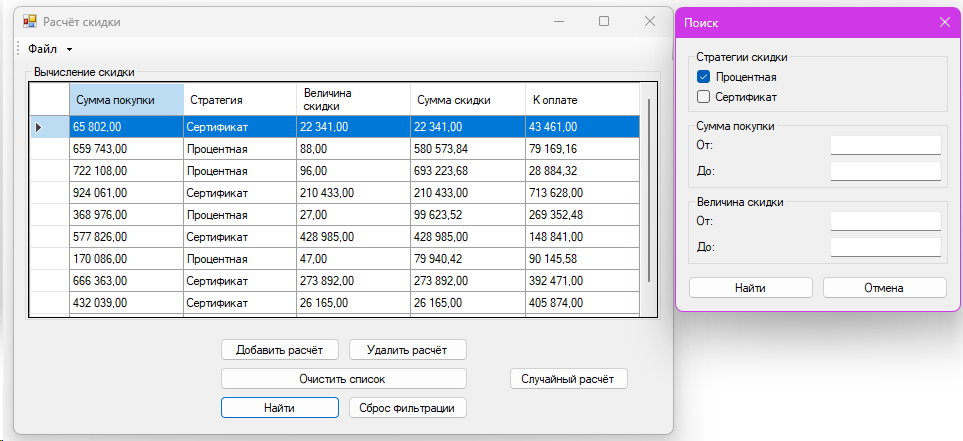 Расчёт скидки
Файл
Вычисление скидки
Сумма покупки Стратегия Величина скидки Сумма скидки К оплате
65 802,00 Сертификат 22 341,00 22 341,00 43 461,00
659 743,00 Процентная 88,00 580 573,84 79 169,16
722 108,00 Процентная 96,00 693 223,68 28 884,32
924 061,00 Сертификат 210 433,00 210 433,00 713 628,00
368 976,00 Процентная 27,00 99 623,52 269 352,48
577 826,00 Сертификат 428 985,00 428 985,00 148 841,00
170 086,00 Процентная 47,00 79 940,42 90 145,58
666 363,00 Сертификат 273 892,00 273 892,00 392 471,00
432 039,00 Сертификат 26 165,00 26 165,00 405 874,00
Добавить расчёт Удалить расчёт
Очистить список Случайный расчёт
Найти Сброс фильтрации
Поиск
Стратегии скидки
Процентная
Сертификат
Сумма покупки
От:
До:
Величина скидки
От:
До:
Найти Отмена